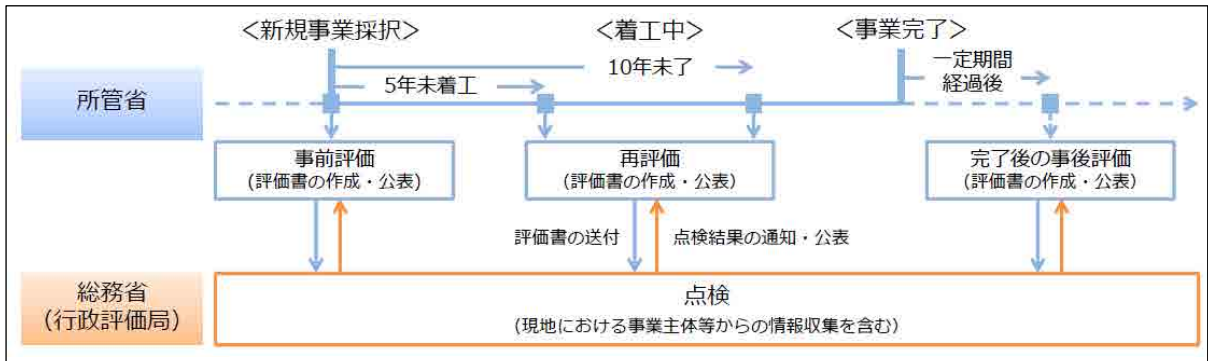 ＜新規事業採択＞
＜着工中＞
＜事業完了＞
10年未了
5年未着工
一定期間
経過後
所管省
事前評価
(評価書の作成・公表)
再評価
(評価書の作成・公表)
完了後の事後評価
(評価書の作成・公表)
評価書の送付
点検結果の通知・公表
総務省
(行政評価局)
点検
(現地における事業主体等からの情報収集を含む)